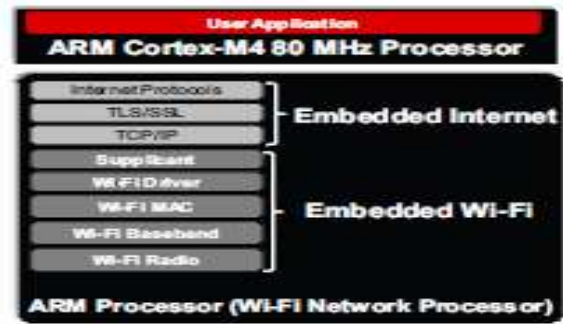 User Application
ARM Cortex-M4 80 MHz Processor
Internet Protocols
TLS/SSL
TCP/IP
Embedded Internet
Supplicant
Wi-Fi Driver
Wi-Fi MAC
Wi-Fi Baseband
Wi-Fi Radio
Embedded Wi-Fi
ARM Processor (Wi-Fi Network Processor)